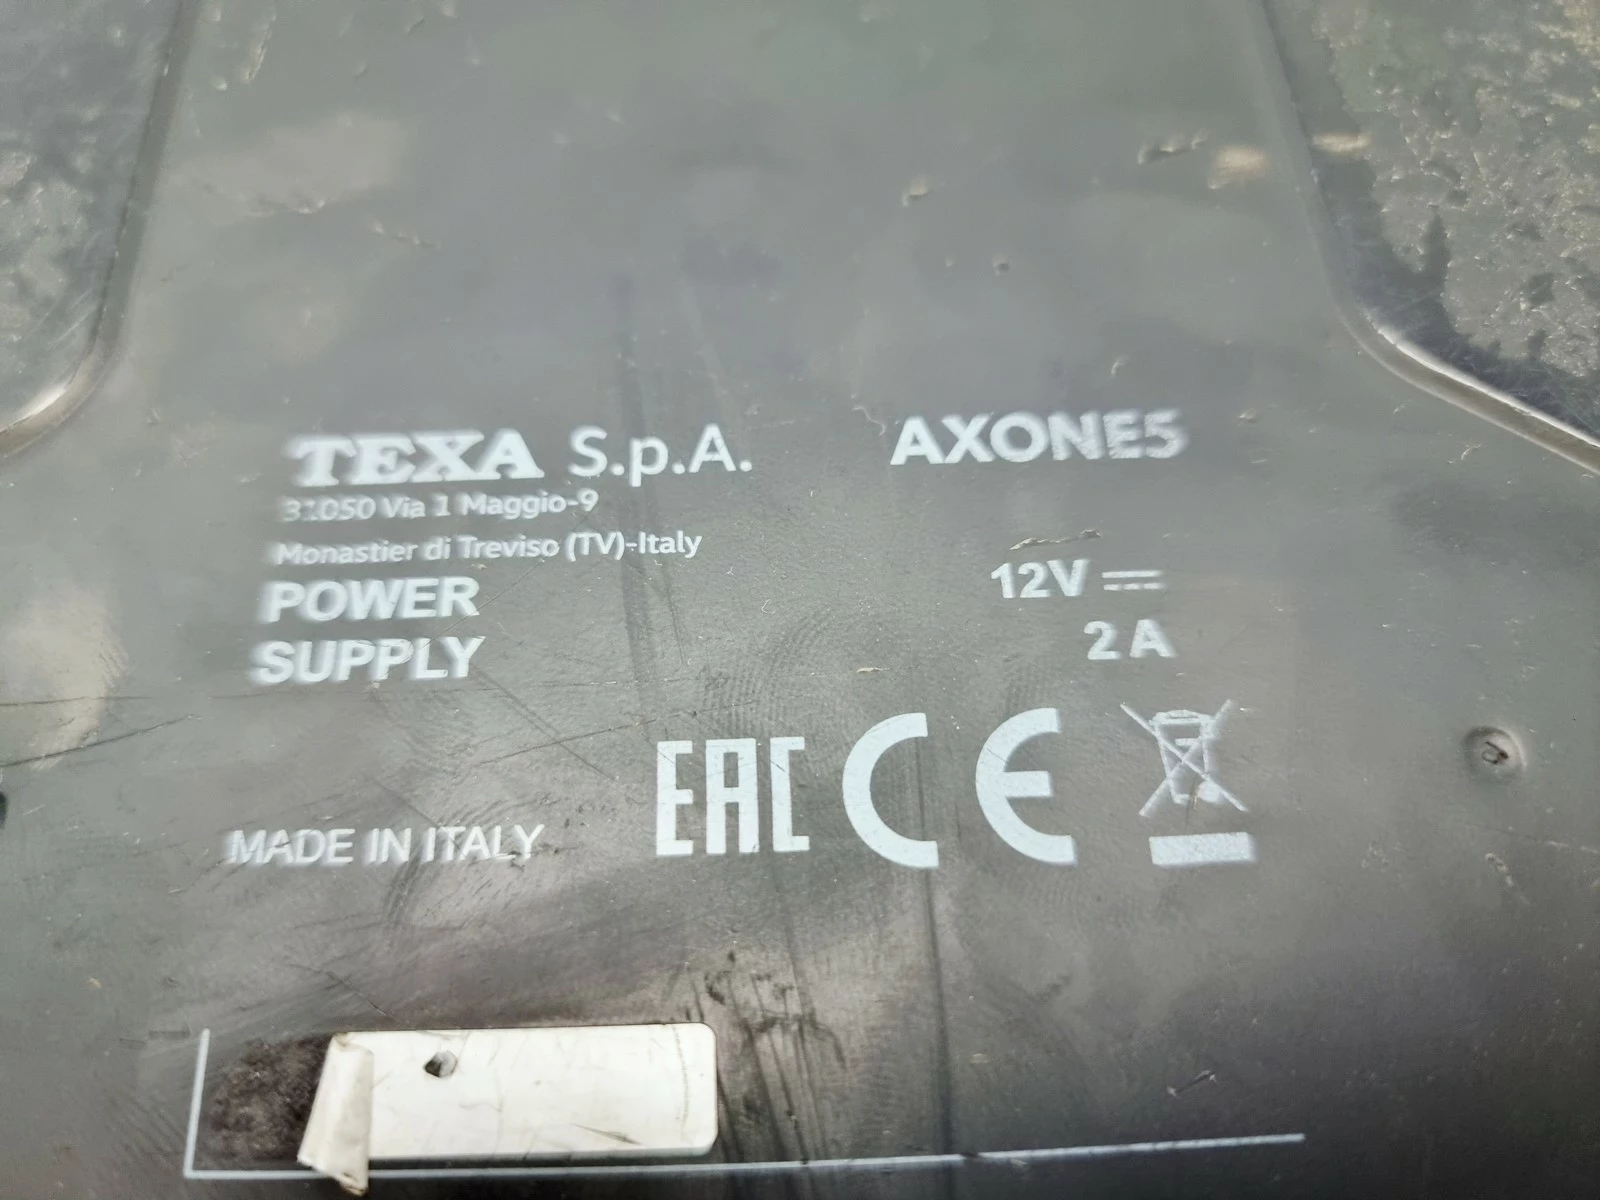 TEXA S.p.A. AXONE5
31050 Via 1 Maggio-9
Monastier di Treviso (TV)-Italy
POWER 12V
SUPPLY 2 A
EAC CE
MADE IN ITALY